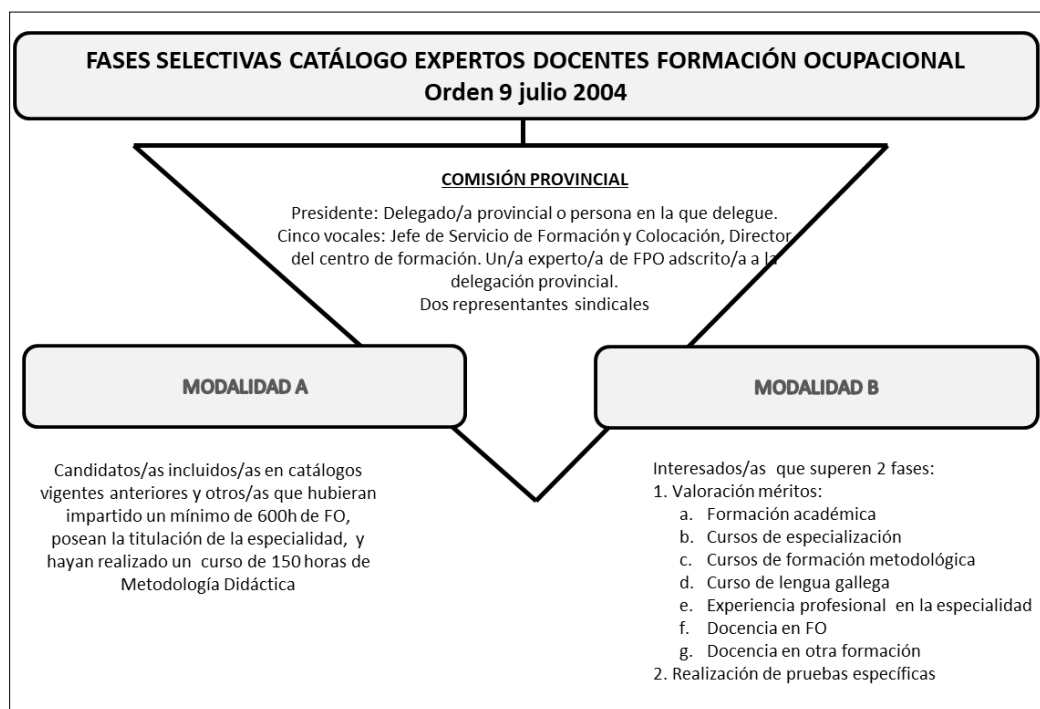 FASES SELECTIVAS CATÁLOGO EXPERTOS DOCENTES FORMACIÓN OCUPACIONAL
Orden 9 julio 2004
COMISIÓN PROVINCIAL
Presidente: Delegado/a provincial o persona en la que delegue.
Cinco vocales: Jefe de Servicio de Formación y Colocación, Director
del centro de formación. Un/a experto/a de FPO adscrito/a a la
delegación provincial.
Dos representantes sindicales
MODALIDAD A
Candidatos/as incluidos/as en catálogos
vigentes anteriores y otros/as que hubieran
impartido un mínimo de 600h de FO,
posean la titulación de la especialidad, y
hayan realizado un curso de 150 horas de
Metodología Didáctica
MODALIDAD B
Interesados/as que superen 2 fases:
1. Valoración méritos:
a. Formación académica
b. Cursos de especialización
c. Cursos de formación metodológica
d. Curso de lengua gallega
e. Experiencia profesional en la especialidad
f. Docencia en FO
g. Docencia en otra formación
2. Realización de pruebas específicas